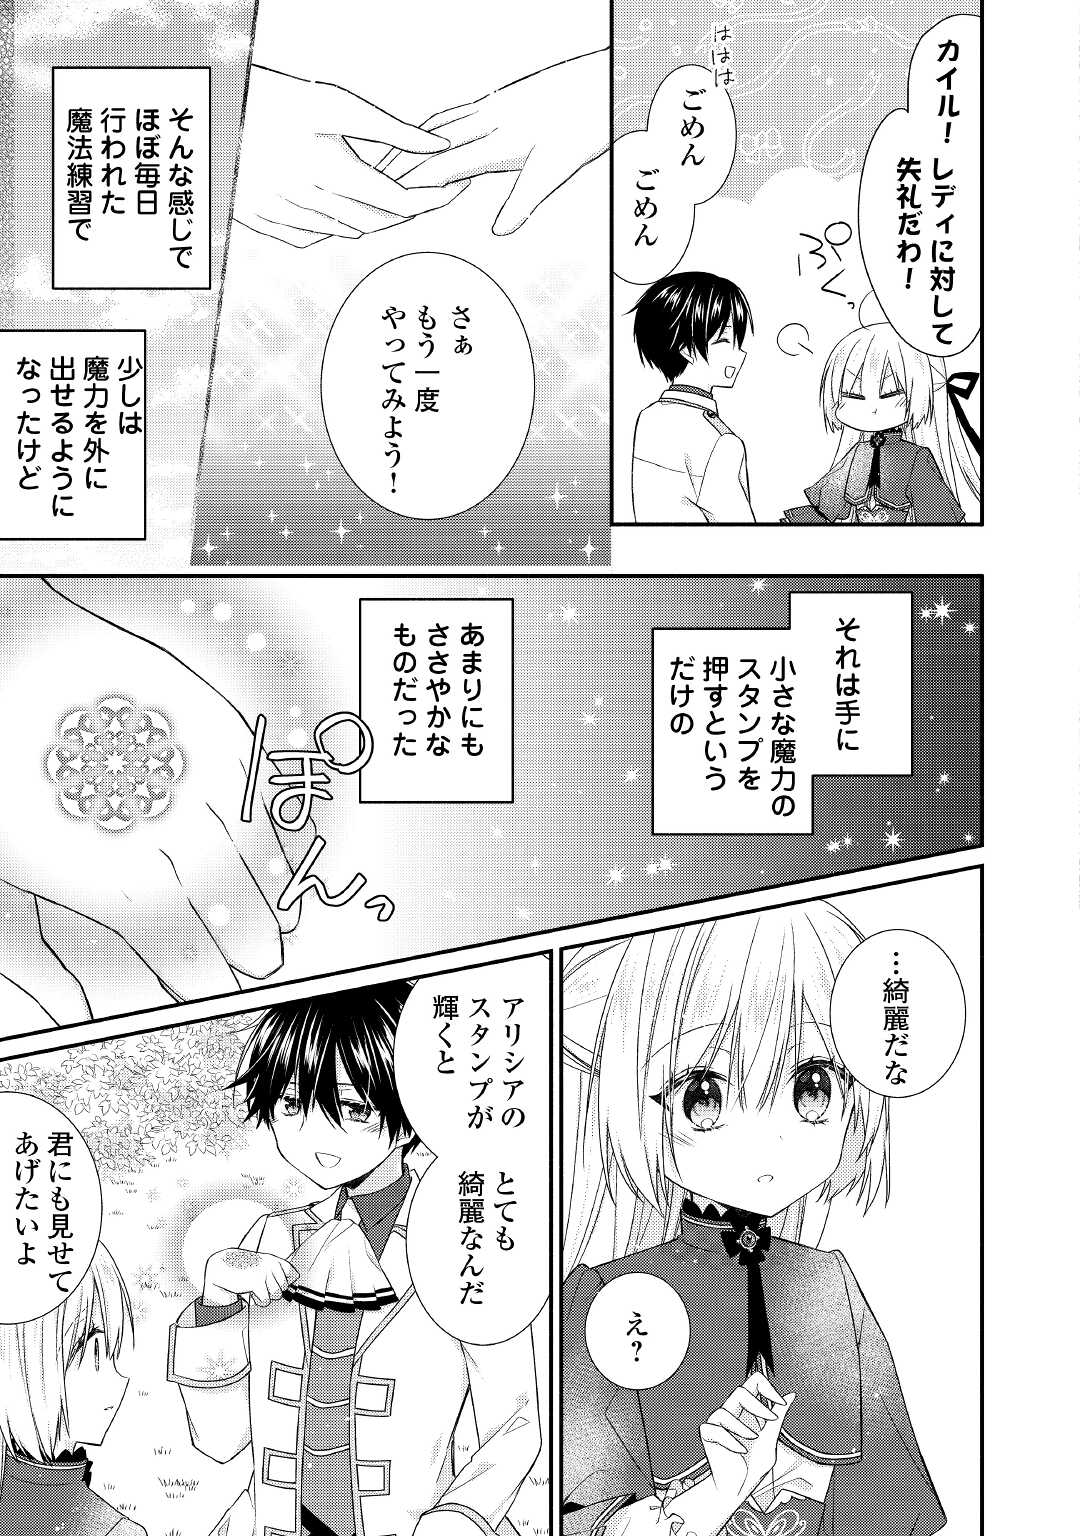 カイル！レディに対して
失礼だわ！
ぷくー
ははは
ごめん
ごめん
さぁ
もう一度
やってみよう！
そんな感じで
ほぼ毎日
行われた
魔法練習で
少しは
魔力を外に
出せるように
なったけど
それは手に
小さな魔力の
スタンプを
押すという
だけの
あまりにも
ささやかな
ものだった
ぽんっ
…綺麗だな
え？
アリシアの
スタンプが
輝くと
とても
綺麗なんだ
君にも見せて
あげたいよ